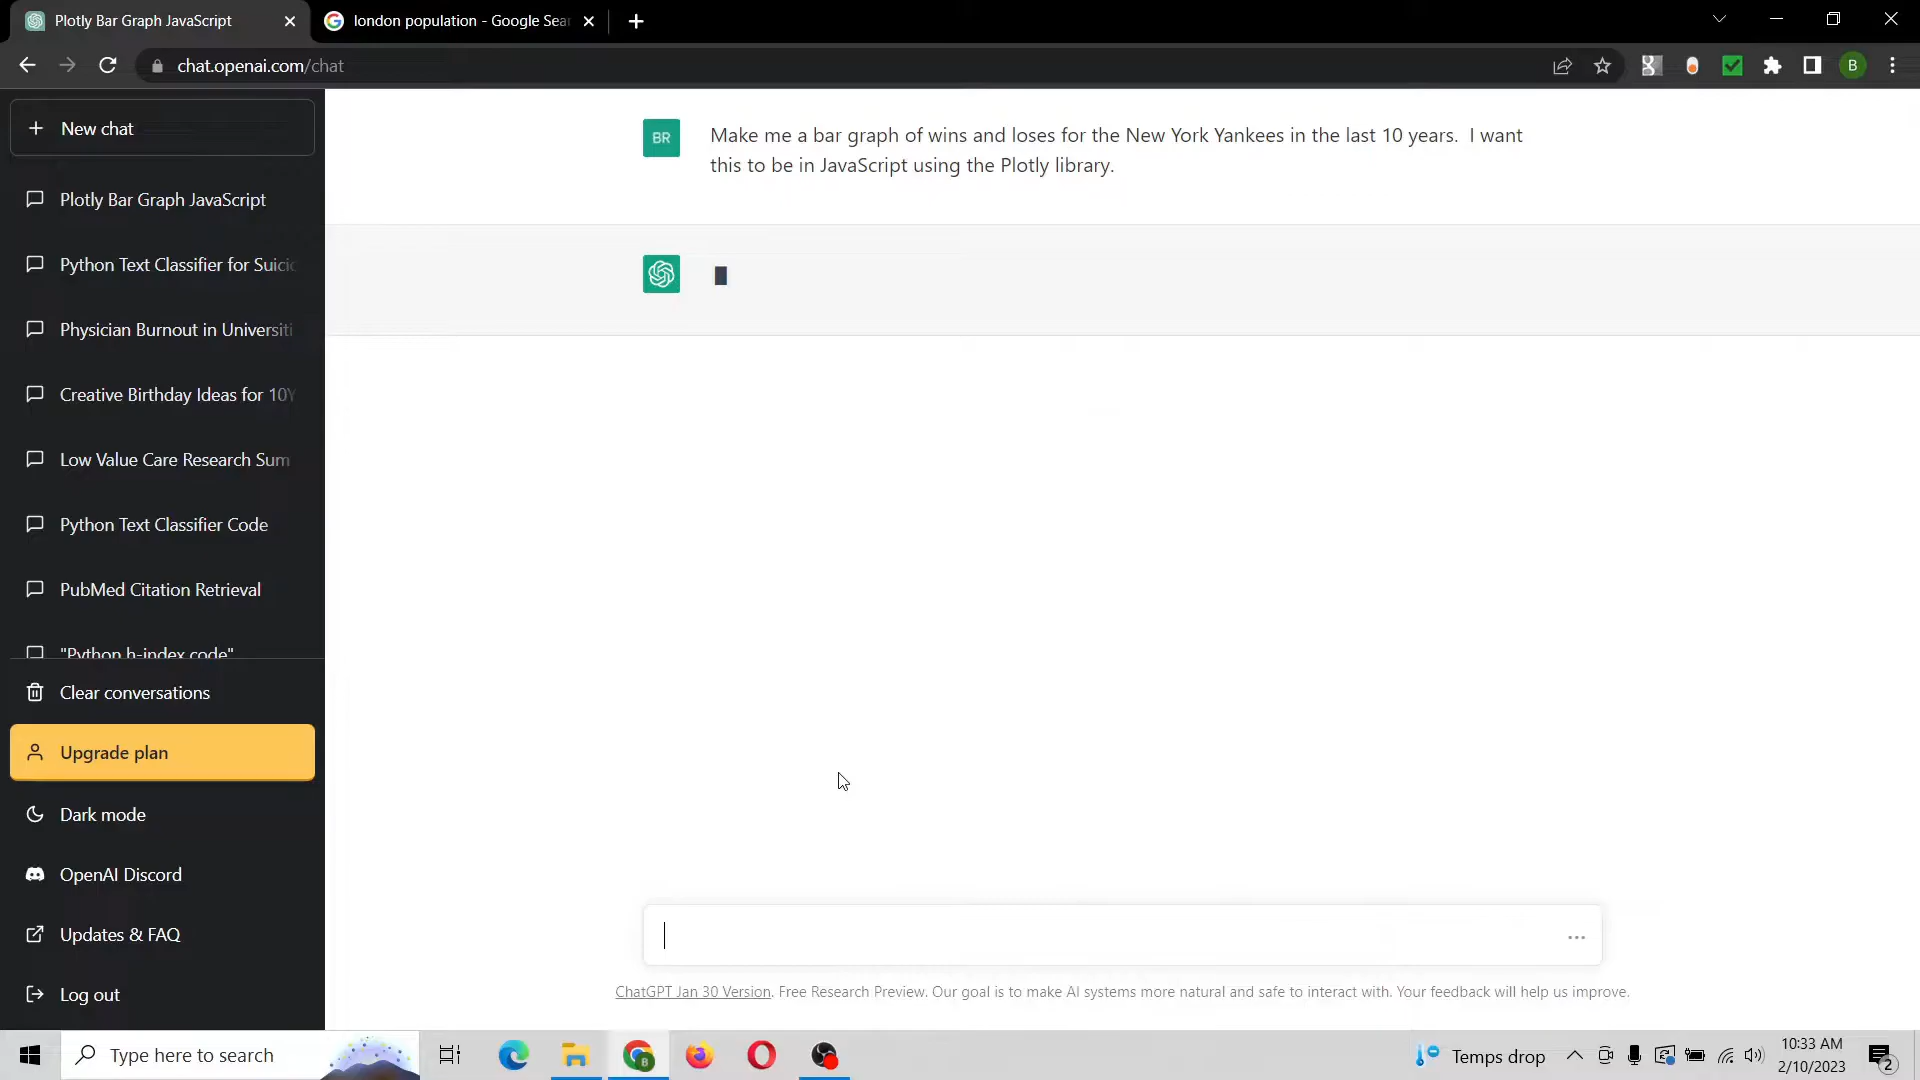 Plotly Bar Graph JavaScript
london population - Google Sea
chat.openai.com/chat
B
New chat
Plotly Bar Graph JavaScript
Python Text Classifier for Suicid
Physician Burnout in Universiti
Creative Birthday Ideas for 10Y
Low Value Care Research Sum
Python Text Classifier Code
PubMed Citation Retrieval
"Python h-index code"
Clear conversations
Upgrade plan
Dark mode
OpenAI Discord
Updates & FAQ
Log out
BR
Make me a bar graph of wins and loses for the New York Yankees in the last 10 years.  I want
this to be in JavaScript using the Plotly library.
ChatGPT Jan 30 Version. Free Research Preview. Our goal is to make AI systems more natural and safe to interact with. Your feedback will help us improve.
Type here to search
B
Temps drop
10:33 AM
2/10/2023
2